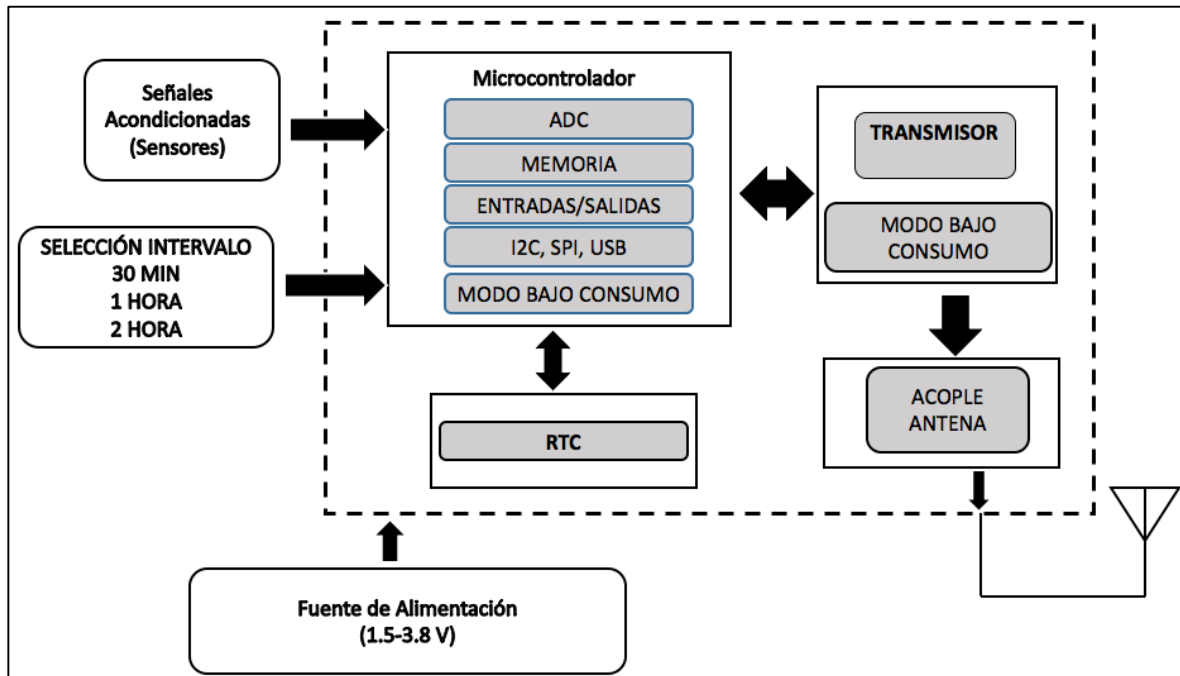 Señales
Acondicionadas
(Sensores)
SELECCIÓN INTERVALO
30 MIN
1 HORA
2 HORA
Microcontrolador
ADC
MEMORIA
ENTRADAS/SALIDAS
I2C, SPI, USB
MODO BAJO CONSUMO
RTC
TRANSMISOR
MODO BAJO
CONSUMO
ACOPLE
ANTENA
Fuente de Alimentación
(1.5-3.8 V)